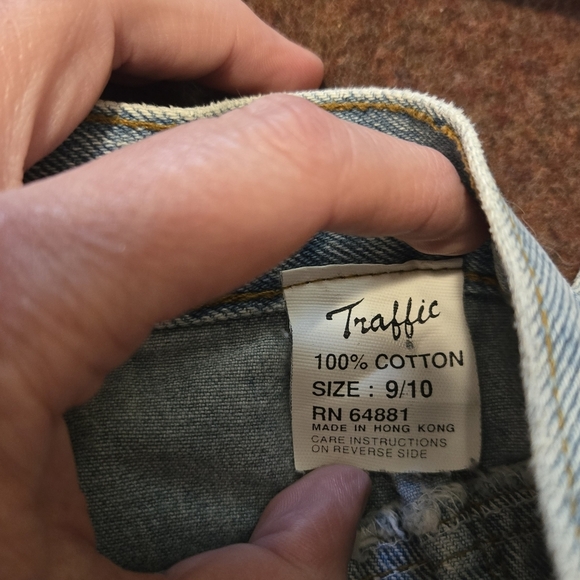 Traffic
100% COTTON
SIZE : 9/10
RN 64881
MADE IN HONG KONG
CARE INSTRUCTIONS
ON REVERSE SIDE